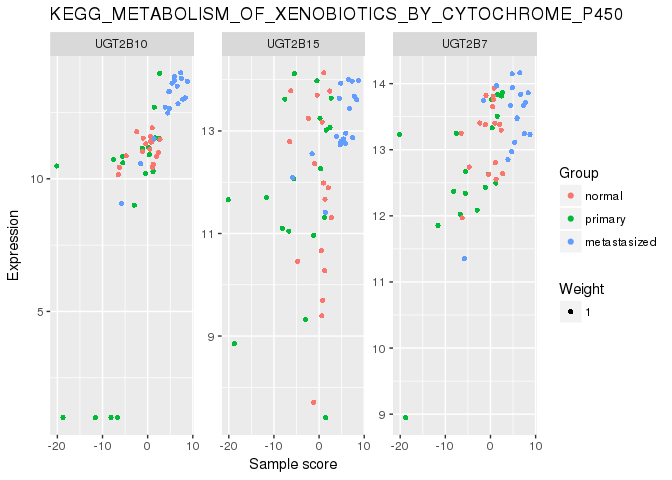 KEGG_METABOLISM_OF_XENOBIOTICS_BY_CYTOCHROME_P450
UGT2B10 UGT2B15 UGT2B7
Expression
10
5
13
11
9
14
13
12
11
10
9
-20 -10 0 10 -20 -10 0 10 -20 -10 0 10
Sample score
Group
normal
primary
metastasized
Weight
1